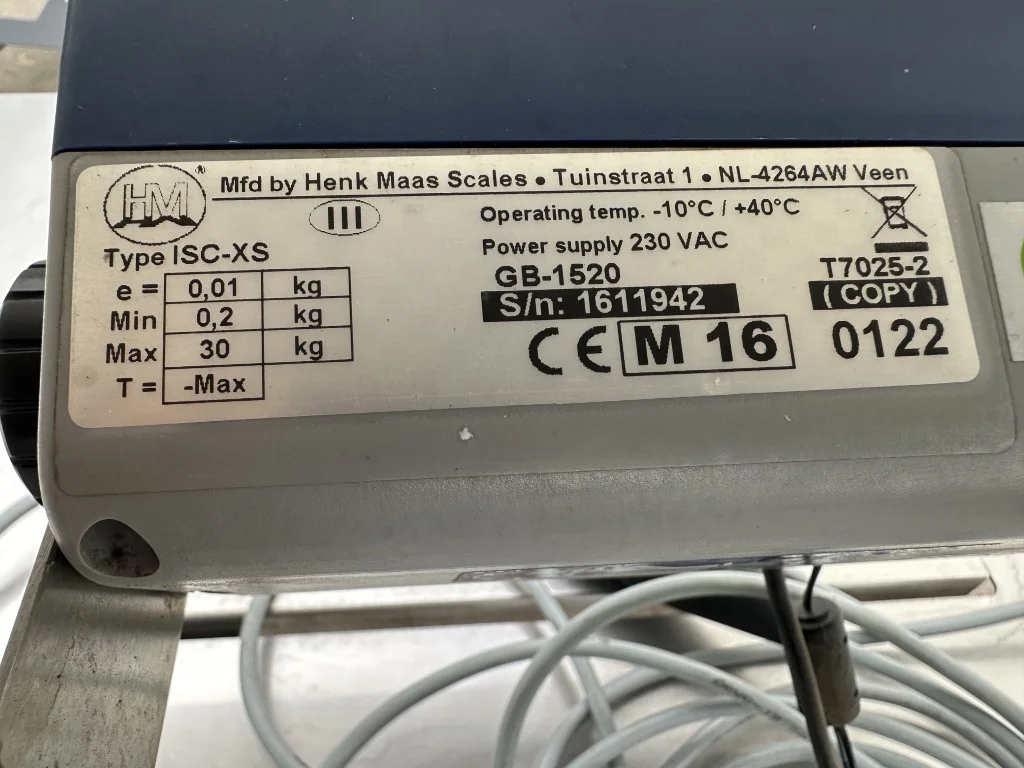 HM ®
Mfd by Henk Maas Scales • Tuinstraat 1 • NL-4264AW Veen
III
Operating temp. -10°C / +40°C
Power supply 230 VAC
Type ISC-XS
e = 0,01 kg
Min 0,2 kg
Max 30 kg
T = -Max
GB-1520
S/n: 1611942
CE M 16
T7025-2
(COPY)
0122